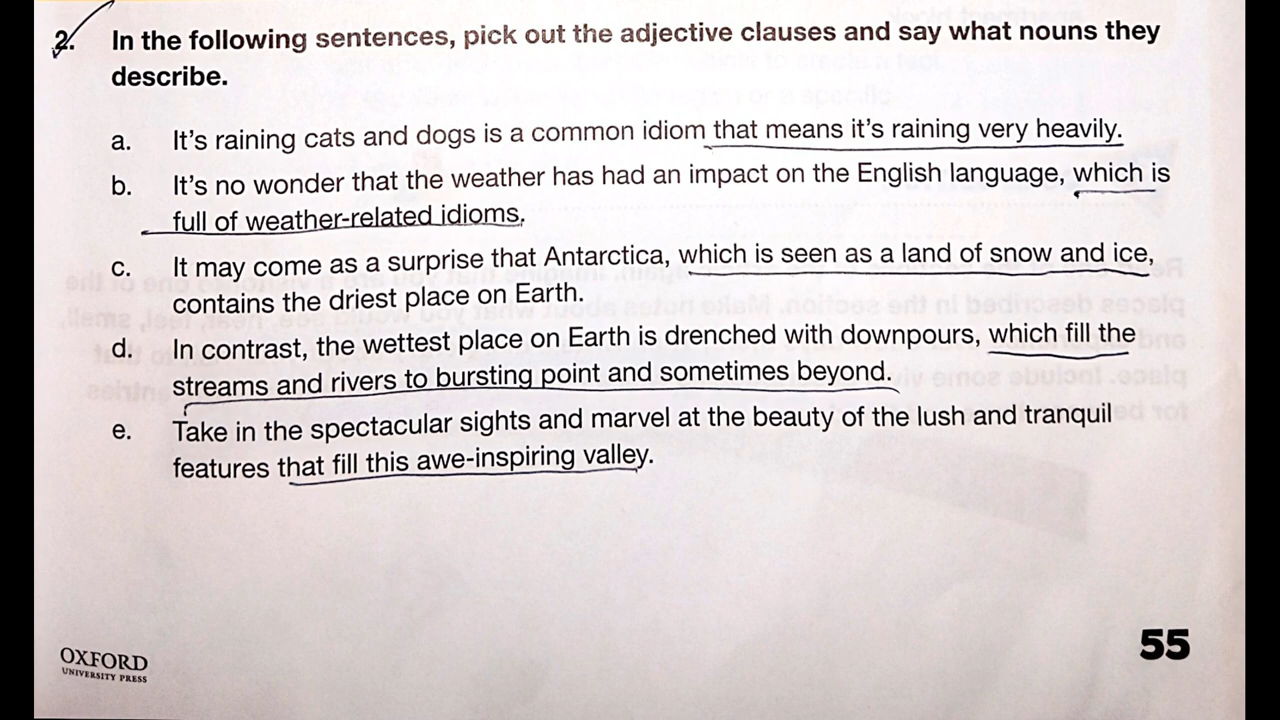 2. In the following sentences, pick out the adjective clauses and say what nouns they
describe.
a. It's raining cats and dogs is a common idiom that means it's raining very heavily.
b. It's no wonder that the weather has had an impact on the English language, which is
full of weather-related idioms.
c. It may come as a surprise that Antarctica, which is seen as a land of snow and ice,
contains the driest place on Earth.
d. In contrast, the wettest place on Earth is drenched with downpours, which fill the
streams and rivers to bursting point and sometimes beyond.
e. Take in the spectacular sights and marvel at the beauty of the lush and tranquil
features that fill this awe-inspiring valley.
OXFORD
UNIVERSITY PRESS
55